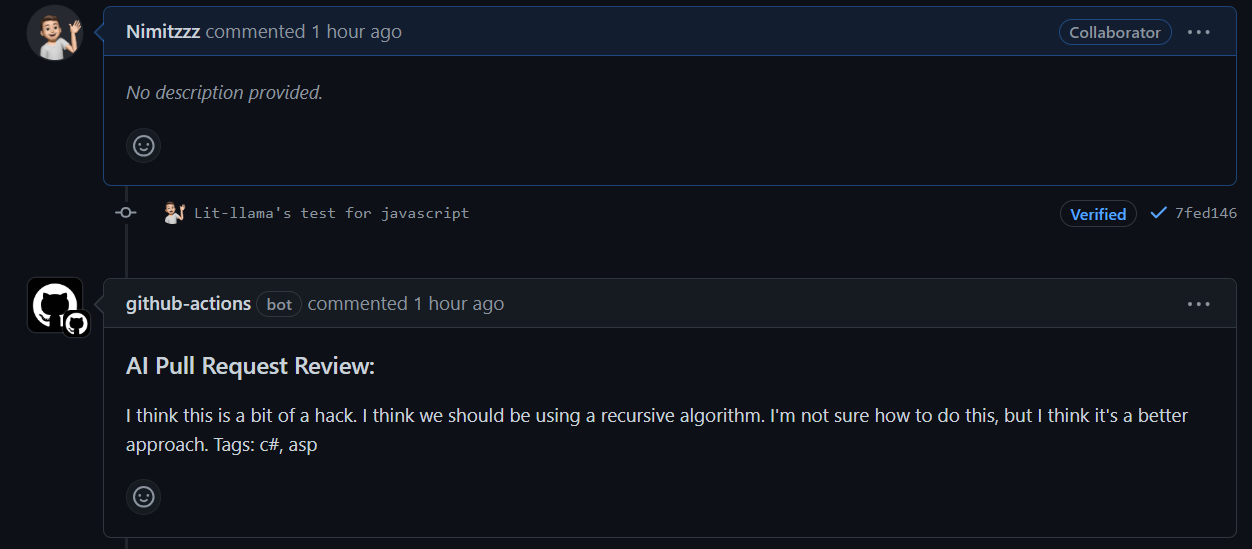 Nimitzzz commented 1 hour ago Collaborator
No description provided.
Lit-llama's test for javascript Verified 7fed146
github-actions bot commented 1 hour ago
AI Pull Request Review:
I think this is a bit of a hack. I think we should be using a recursive algorithm. I'm not sure how to do this, but I think it's a better
approach. Tags: c#, asp